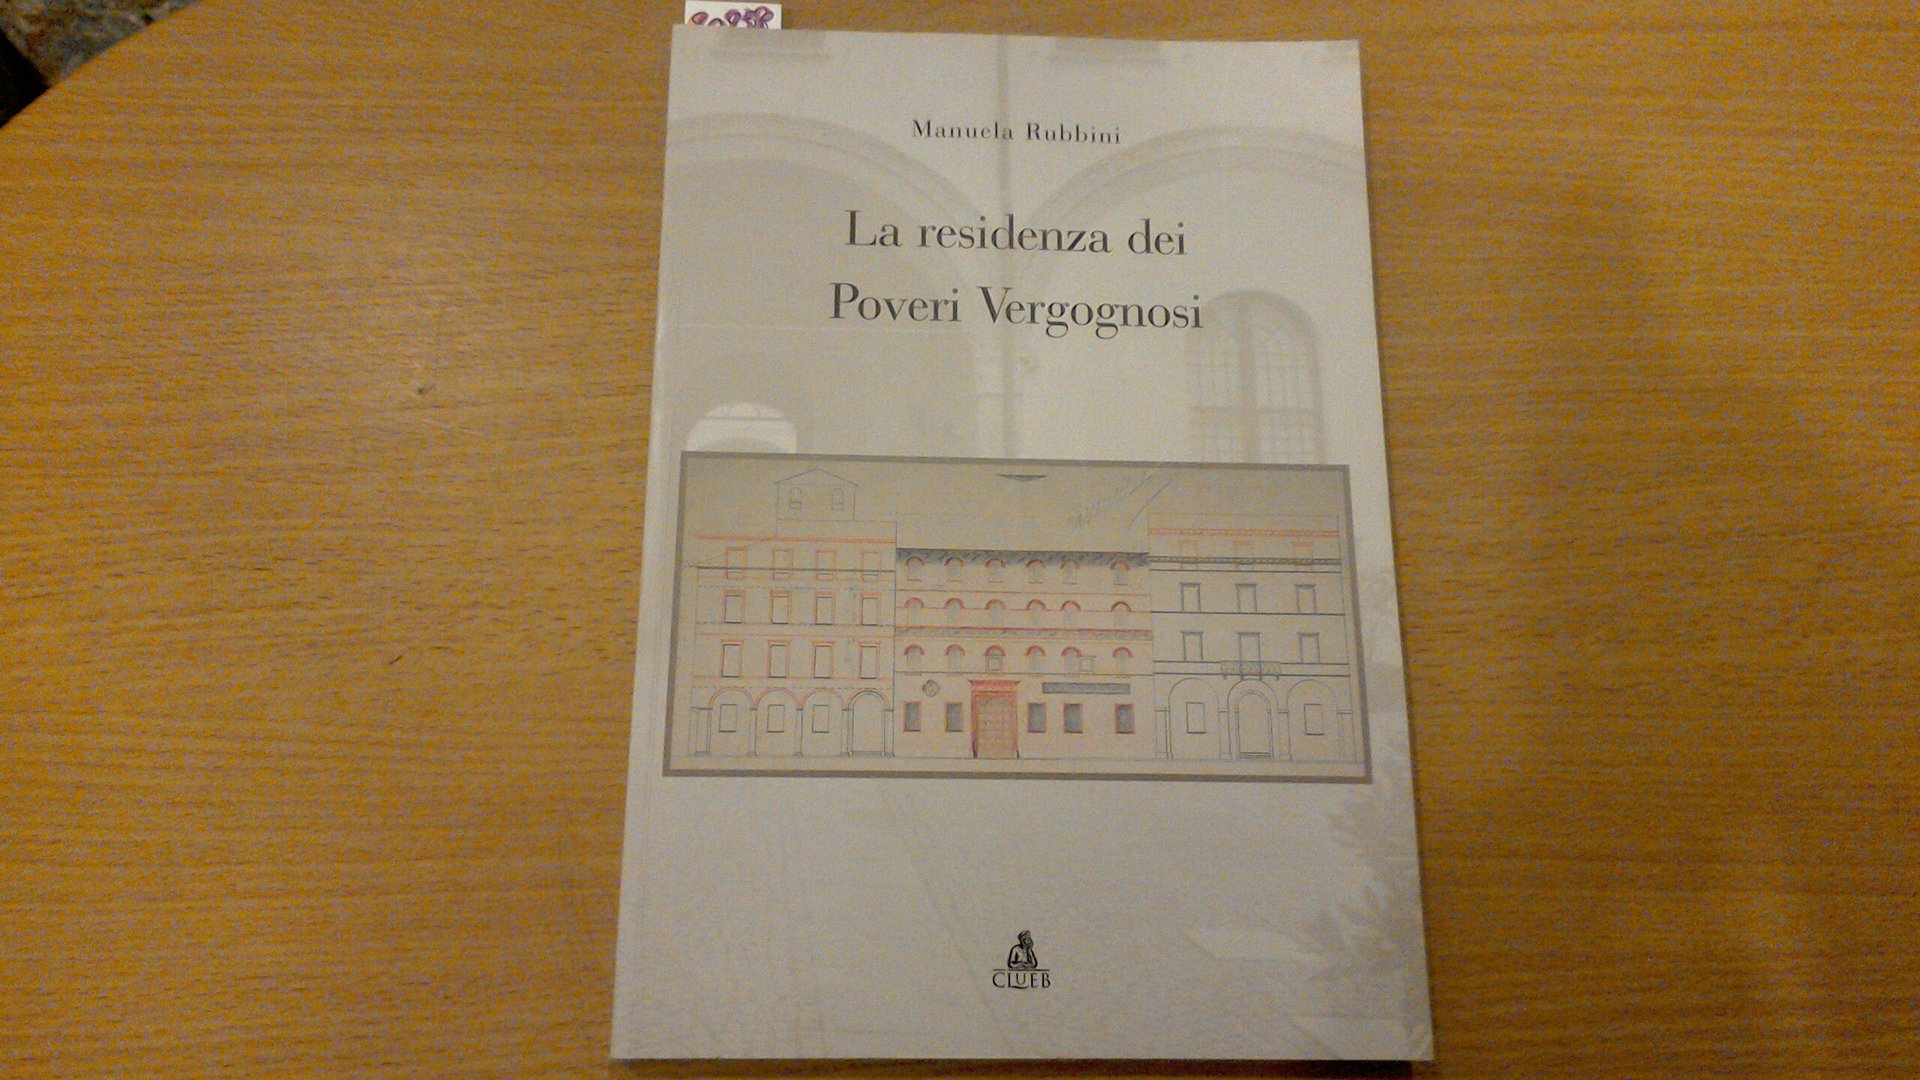 Manuela Rubbini
La residenza dei
Poveri Vergognosi
CLUEB